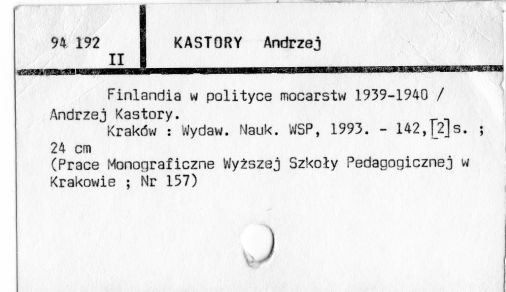 94 192
II
KASTORY Andrzej
Finlandia w polityce mocarstw 1939-1940 /
Andrzej Kastory.
Kraków : Wydaw. Nauk. WSP, 1993. - 142,[2]s. ;
24 cm
(Prace Monograficzne Wyższej Szkoły Pedagogicznej w
Krakowie ; Nr 157)